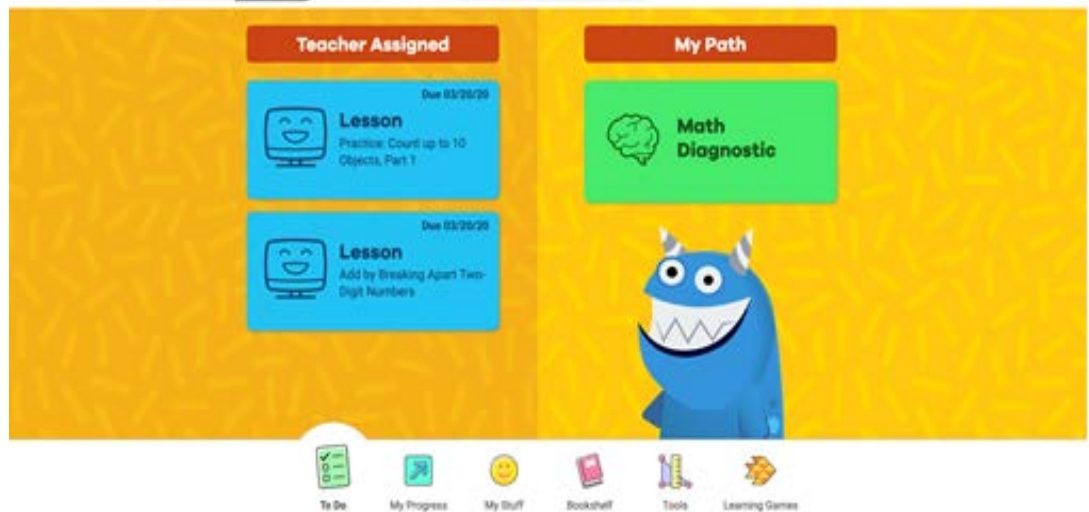 Teacher Assigned
Due 03/20/20
Lesson
Practice: Count up to 10
Objects, Part 1
Due 03/20/20
Lesson
Add by Breaking Apart Two-
Digit Numbers
My Path
Math
Diagnostic
To Do
My Progress
My Stuff
Bookshelf
Tools
Learning Games